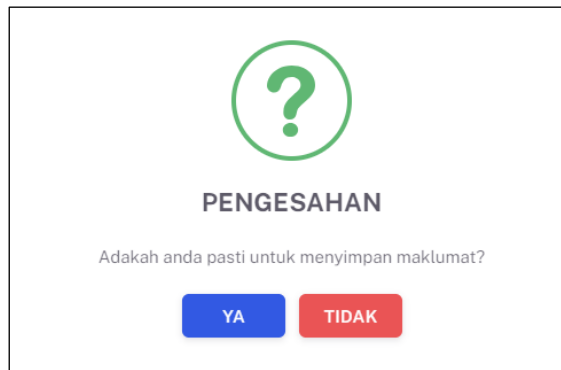 ?
PENGESAHAN
Adakah anda pasti untuk menyimpan maklumat?
YA
TIDAK